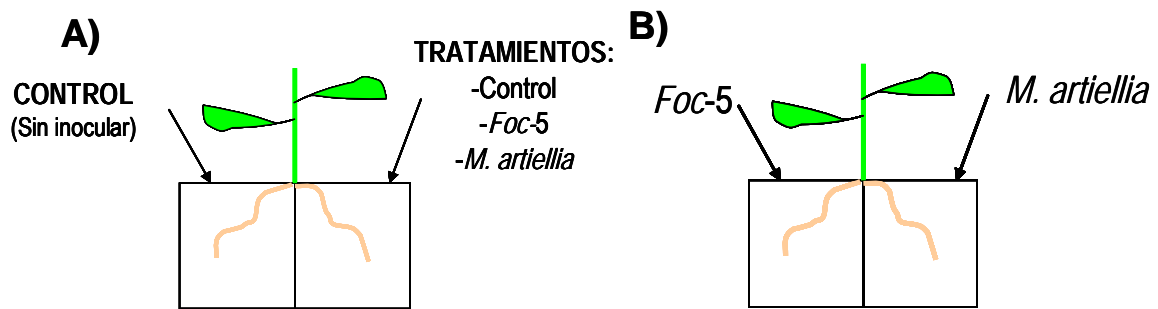 A)
CONTROL
(Sin inocular)
TRATAMIENTOS:
-Control
-Foc-5
-M. artiellia
B)
Foc-5
M. artiellia